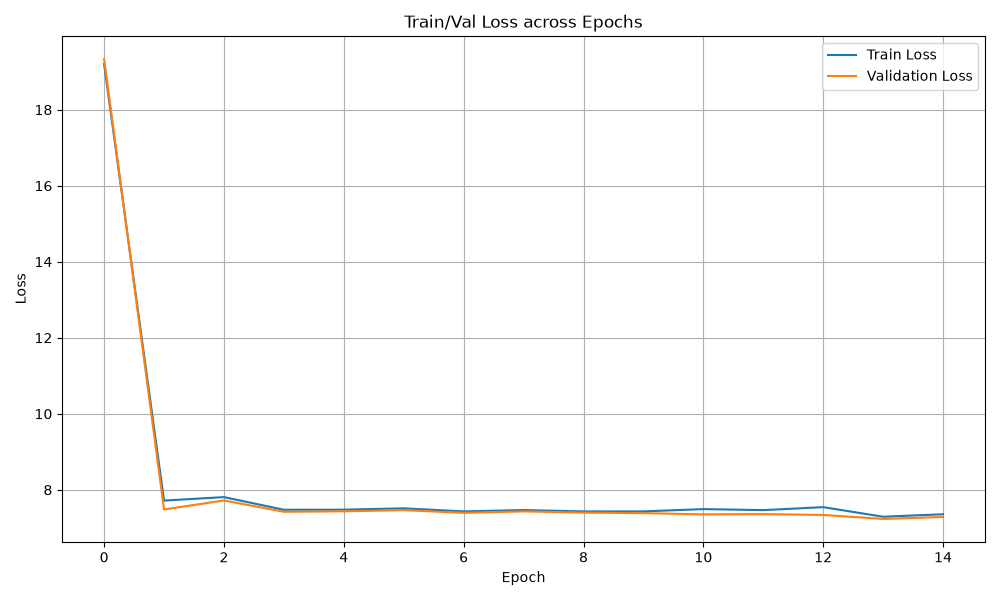 Train/Val Loss across Epochs
Train Loss
Validation Loss
18
16
14
12
10
8
Loss
0 2 4 6 8 10 12 14
Epoch